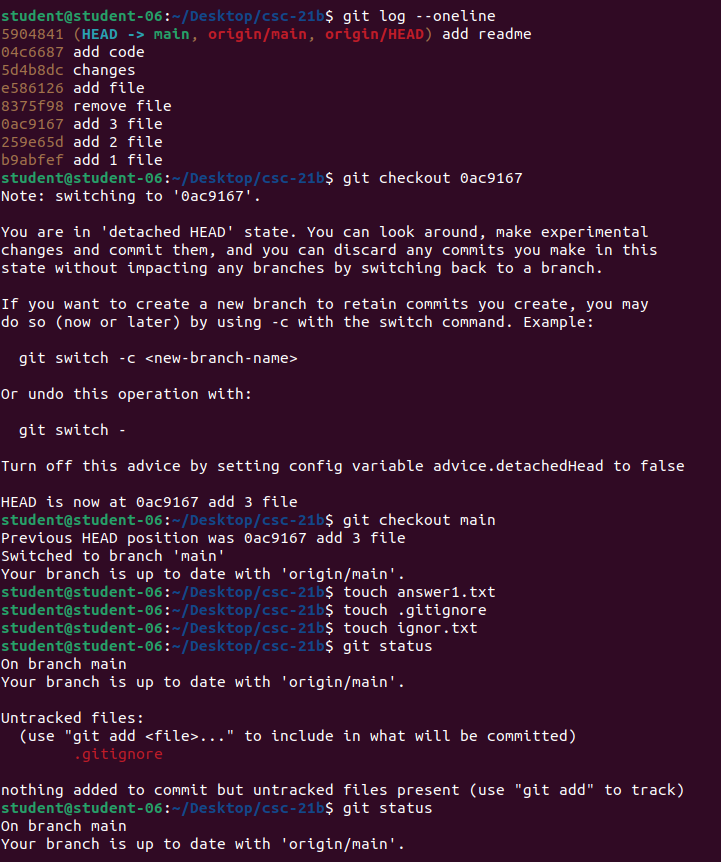 student@student-06:~/Desktop/csc-21b$ git log --oneline
5904841 (HEAD -> main, origin/main, origin/HEAD) add readme
04c6687 add code
5d4b8dc changes
e586126 add file
8375f98 remove file
0ac9167 add 3 file
259e65d add 2 file
b9abfef add 1 file
student@student-06:~/Desktop/csc-21b$ git checkout 0ac9167
Note: switching to '0ac9167'.
You are in 'detached HEAD' state. You can look around, make experimental
changes and commit them, and you can discard any commits you make in this
state without impacting any branches by switching back to a branch.
If you want to create a new branch to retain commits you create, you may
do so (now or later) by using -c with the switch command. Example:
git switch -c <new-branch-name>
Or undo this operation with:
git switch -
Turn off this advice by setting config variable advice.detachedHead to false
HEAD is now at 0ac9167 add 3 file
student@student-06:~/Desktop/csc-21b$ git checkout main
Previous HEAD position was 0ac9167 add 3 file
Switched to branch 'main'
Your branch is up to date with 'origin/main'.
student@student-06:~/Desktop/csc-21b$ touch answer1.txt
student@student-06:~/Desktop/csc-21b$ touch .gitignore
student@student-06:~/Desktop/csc-21b$ touch ignor.txt
student@student-06:~/Desktop/csc-21b$ git status
On branch main
Your branch is up to date with 'origin/main'.
Untracked files:
(use "git add <file>..." to include in what will be committed)
.gitignore
nothing added to commit but untracked files present (use "git add" to track)
student@student-06:~/Desktop/csc-21b$ git status
On branch main
Your branch is up to date with 'origin/main'.